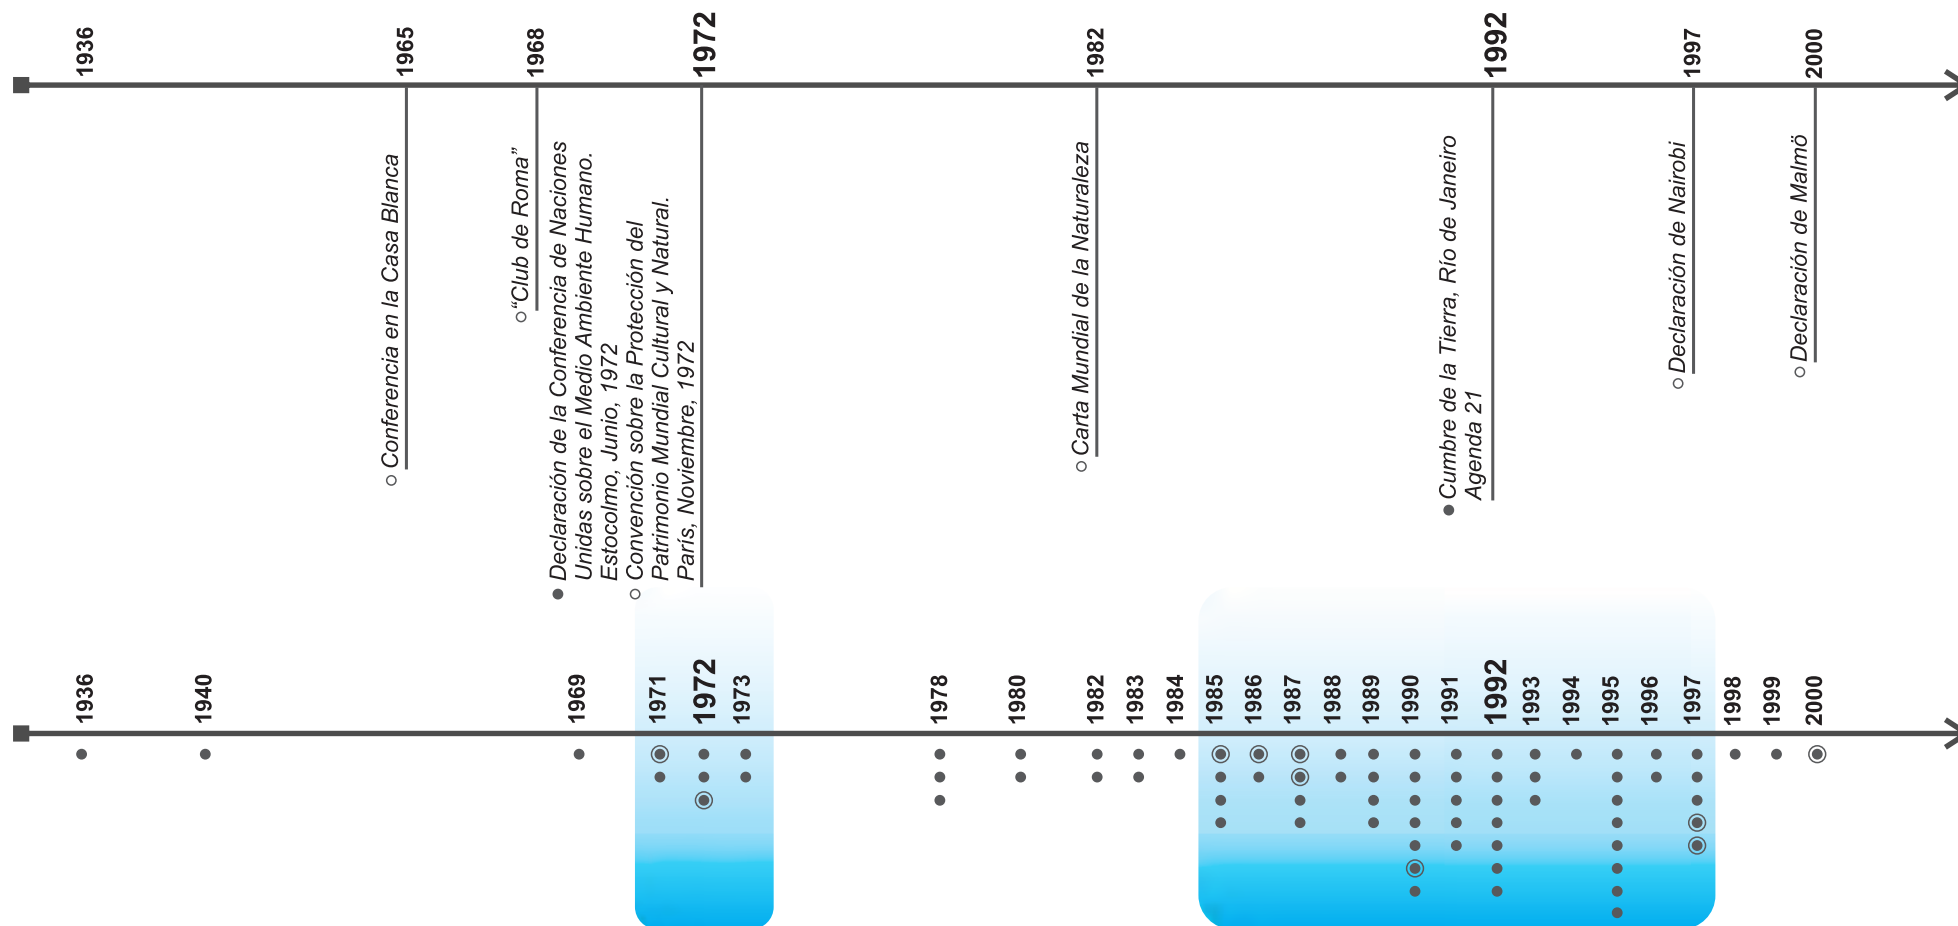 1936
1965
1968
1972
1982
1992
1997
2000
Conferencia en la Casa Blanca
“Club de Roma”
Declaración de la Conferencia de Naciones
Unidas sobre el Medio Ambiente Humano.
Estocolmo, Junio, 1972
Convención sobre la Protección del
Patrimonio Mundial Cultural y Natural.
París, Noviembre, 1972
Carta Mundial de la Naturaleza
Cumbre de la Tierra, Río de Janeiro
Agenda 21
Declaración de Nairobi
Declaración de Malmö
1936
1940
1969
1971
1972
1973
1978
1980
1982
1983
1984
1985
1986
1987
1988
1989
1990
1991
1992
1993
1994
1995
1996
1997
1998
1999
2000